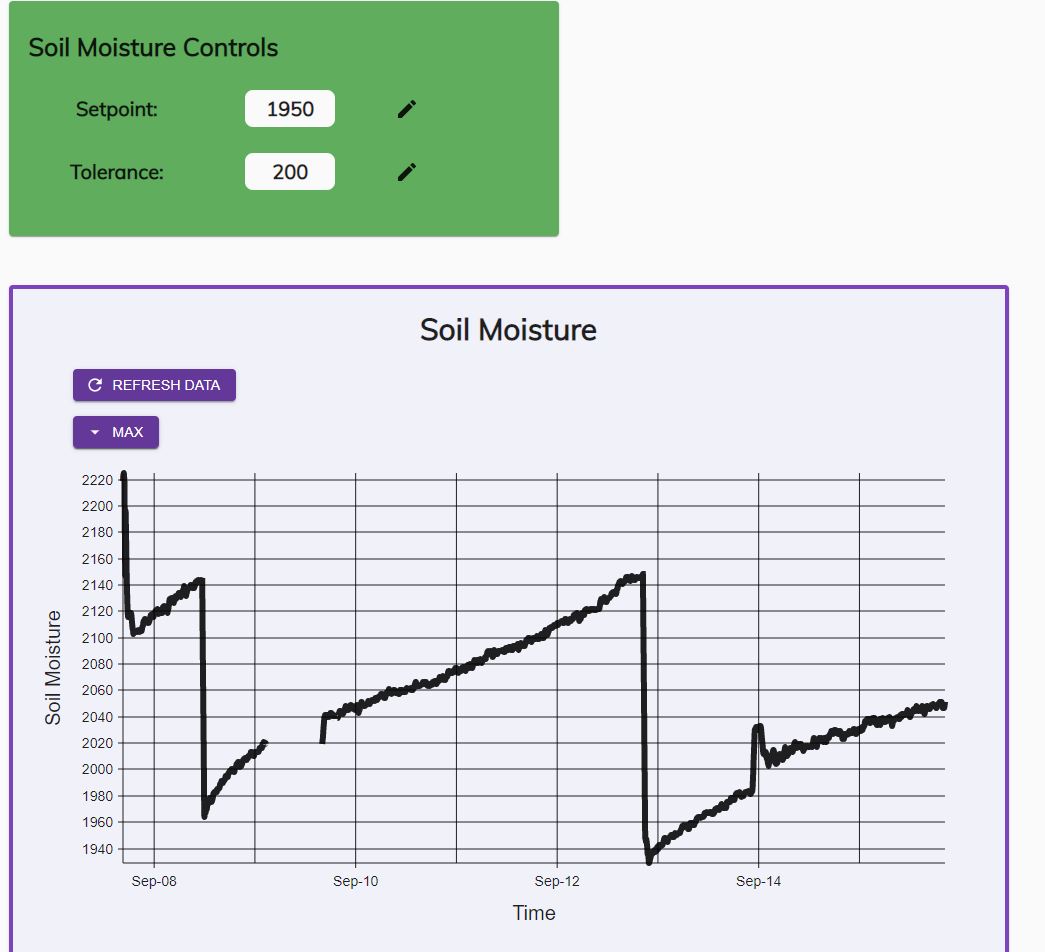 Soil Moisture Controls
Setpoint: 1950
Tolerance: 200
Soil Moisture
REFRESH DATA
MAX
2220
2200
2180
2160
2140
2120
2100
2080
2060
2040
2020
2000
1980
1960
1940
Soil Moisture
Sep-08 Sep-10 Sep-12 Sep-14
Time